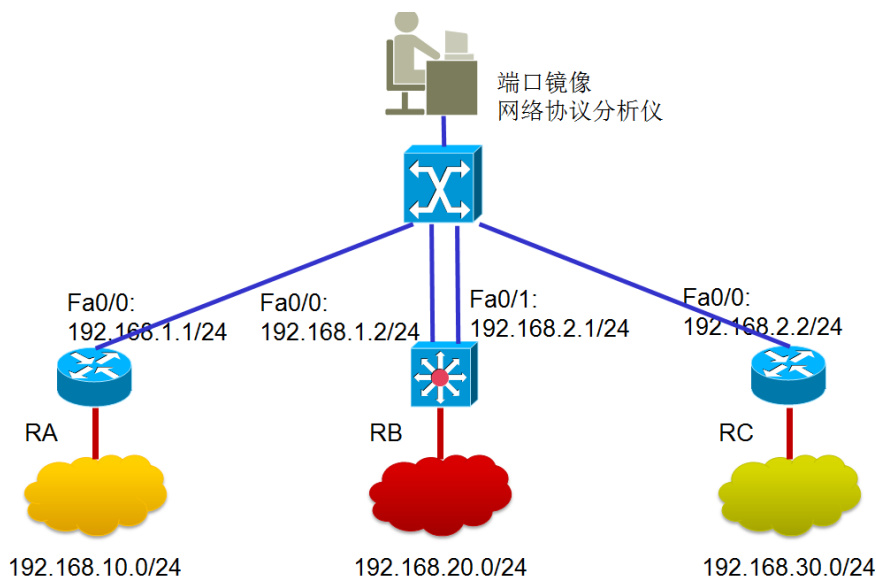 端口镜像
网络协议分析仪
Fa0/0:
192.168.1.1/24
Fa0/0:
192.168.1.2/24
Fa0/1:
192.168.2.1/24
Fa0/0:
192.168.2.2/24
RA
RB
RC
192.168.10.0/24
192.168.20.0/24
192.168.30.0/24